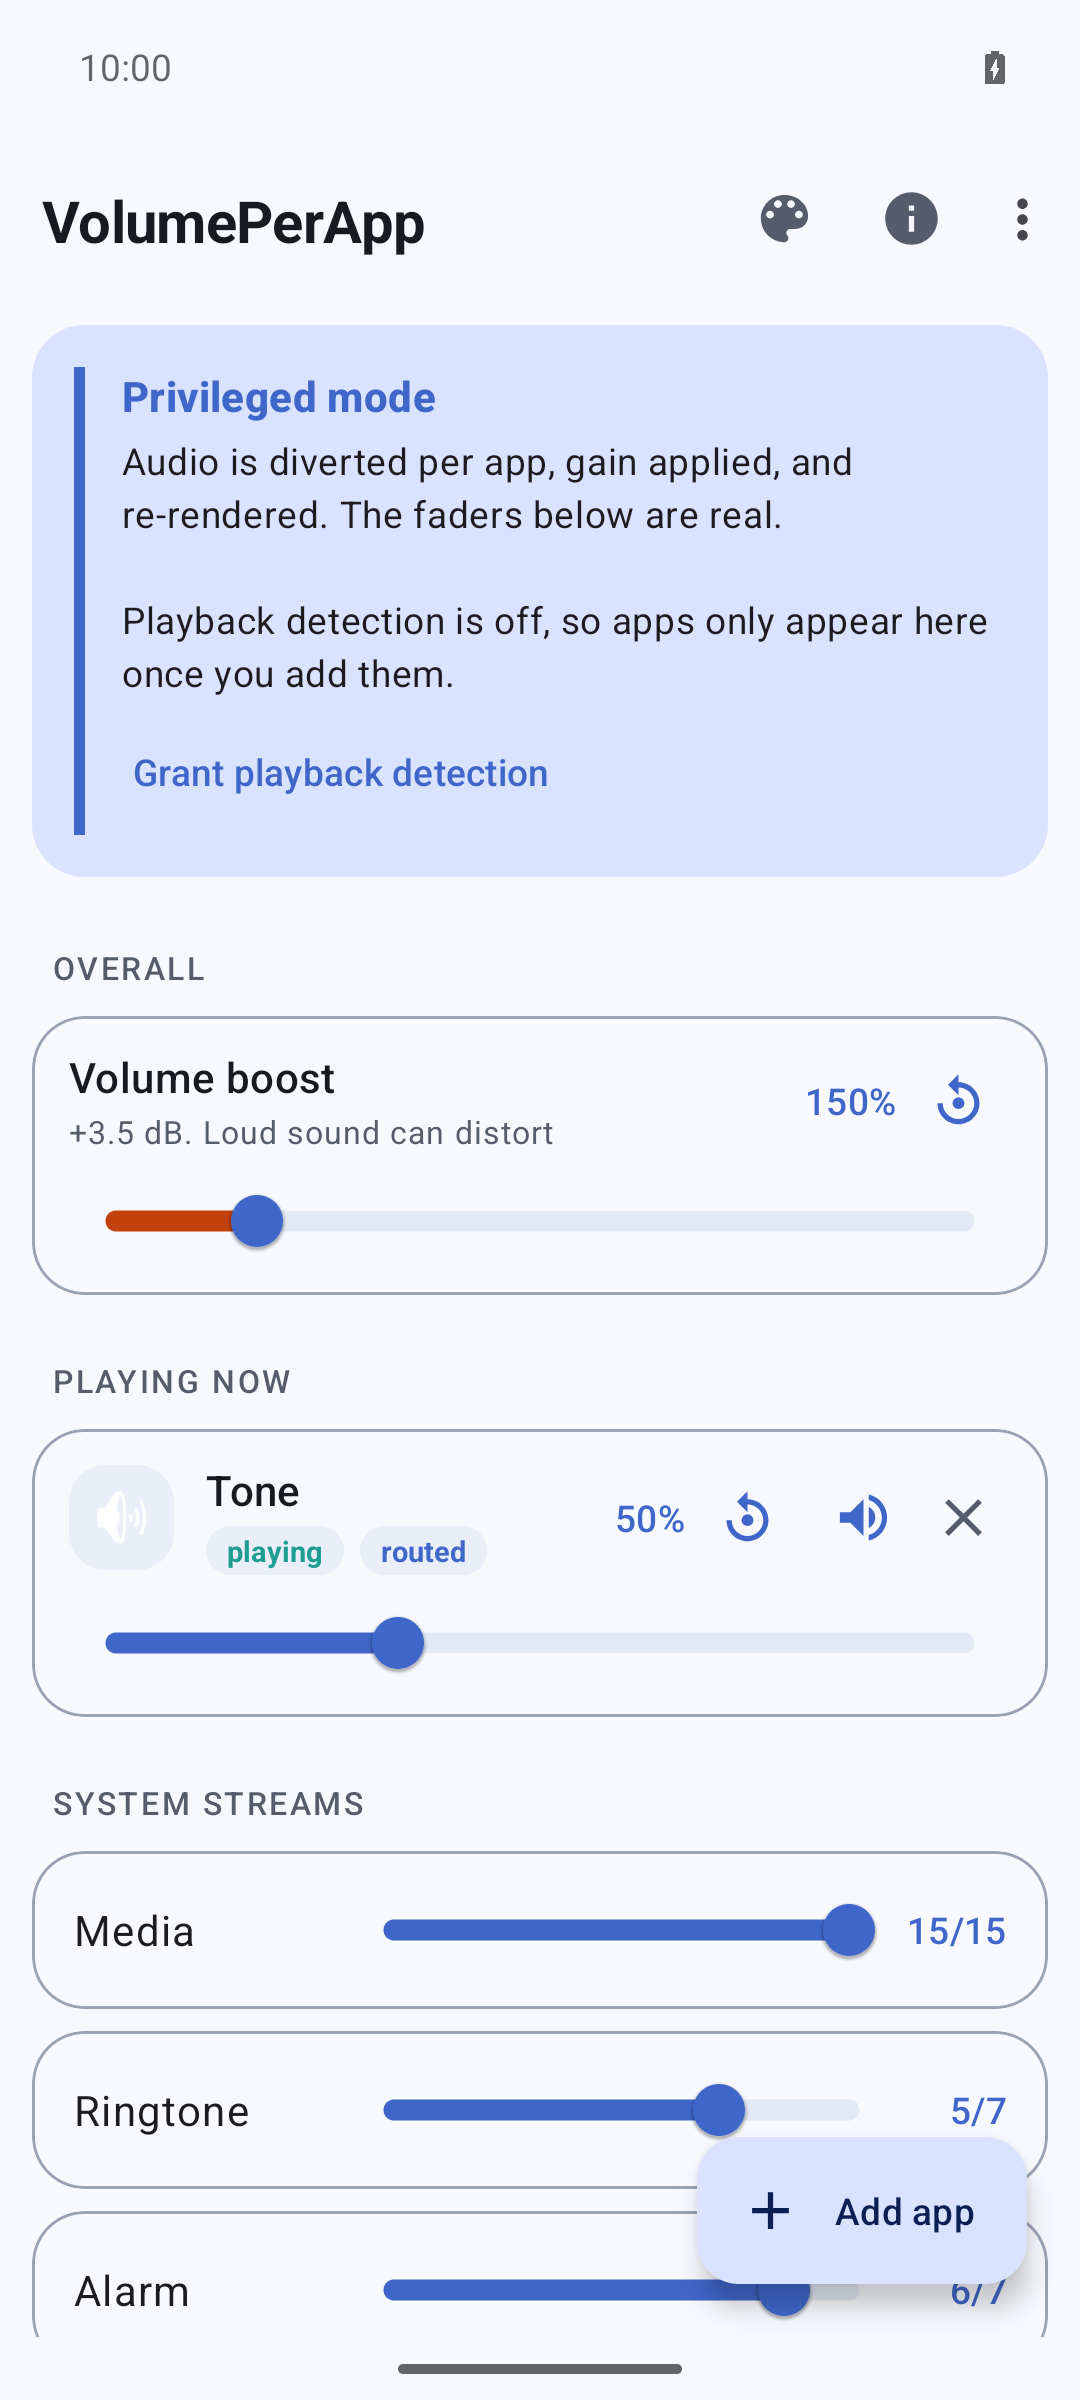 10:00
VolumePerApp
Privileged mode
Audio is diverted per app, gain applied, and
re-rendered. The faders below are real.
Playback detection is off, so apps only appear here
once you add them.
Grant playback detection
OVERALL
Volume boost
150%
+3.5 dB. Loud sound can distort
PLAYING NOW
Tone
50%
playing routed
SYSTEM STREAMS
Media 15/15
Ringtone 5/7
Add app
Alarm 6/7